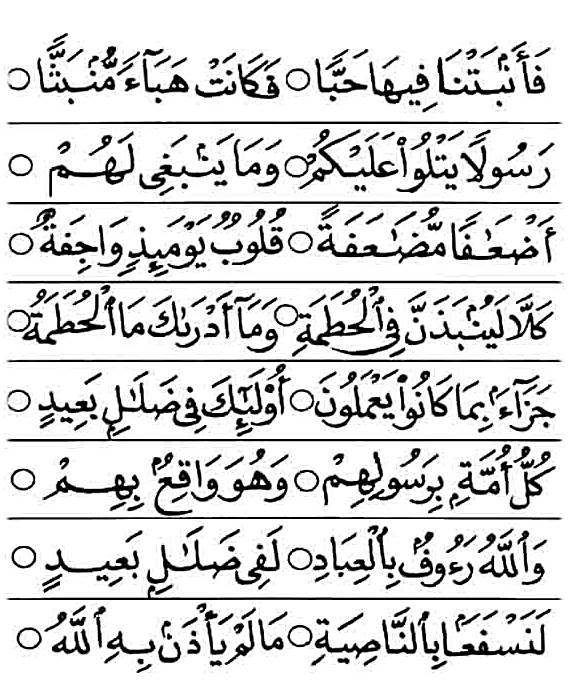 فَأَنۢبَتۡنَا فِيهَا حَبّٗا ○ فَكَانَتۡ هَبَآءٗ مُّنۢبَثّٗا ○
رَسُولٗا يَتۡلُواْ عَلَيۡكُمۡ ○ وَمَا يَنۢبَغِي لَهُمۡ ○
أَضۡعَٰفٗا مُّضَٰعَفَةٗ ○ قُلُوبٞ يَوۡمَئِذٖ وَاجِفَةٌ ○
كـَلَّا لَيُنۢبَذَنَّ فِي ٱلۡحُطَمَةِ ○ وَمَآ أَدۡرَىٰكَ مَا ٱلۡحُطَمَةُ ○
جَزَآءَۢ بِمَا كَانُواْ يَعۡمَلُونَ ○ أُوْلَٰٓئِكَ فِي ضَلَٰلِۭ بَعِيدٍ ○
كُلُّ أُمَّةِۭ بِرَسُولِهِمۡ ○ وَهُوَ وَاقِعُۢ بِهِمۡ ○
وَٱللَّهُ رَءُوفُۢ بِٱلۡعِبَادِ ○ لَفِي ضَلَٰلِۭ بَعِيدٍ ○
لَنَسۡفَعَۢا بِٱلنَّاصِيَةِ ○ مَا لَمۡ يَأۡذَنۢ بِهِ ٱللَّهُ ○